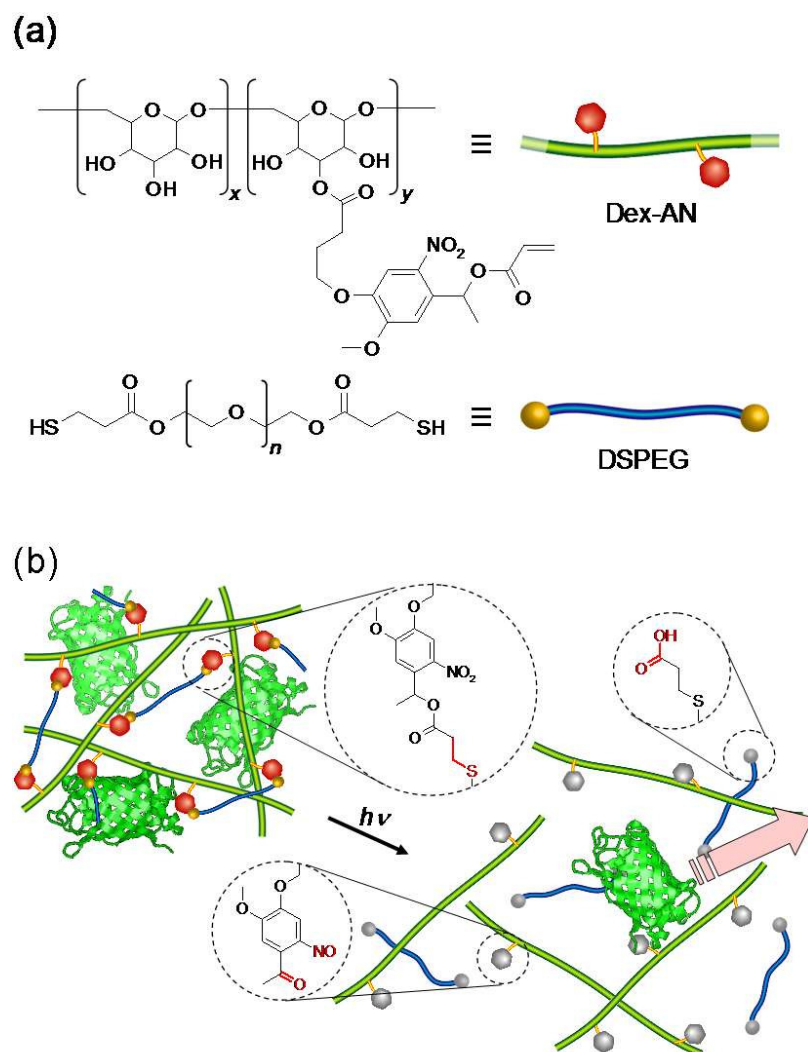 (a)
O O O O
HO OH HO OH
OH x O O y
Dex-AN
NO2
O
O
O
O
O O
HS O O O SH
n
DSPEG
(b)
O
O
NO2
O
O
S
OH
O
S
hν
O
O
NO
O